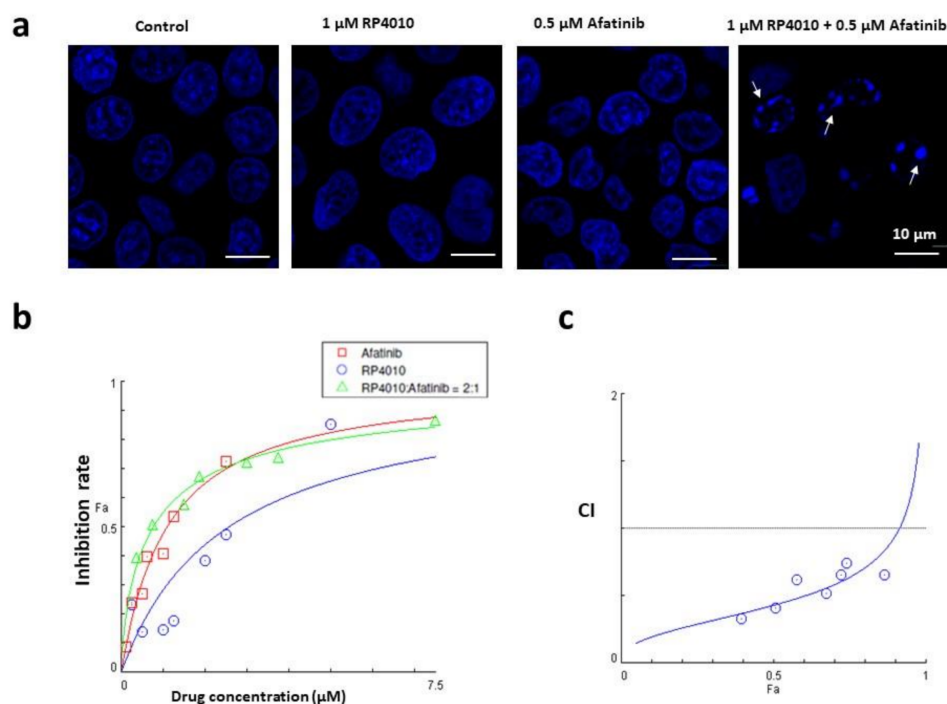 a
Control
1 µM RP4010
0.5 µM Afatinib
1 µM RP4010 + 0.5 µM Afatinib
10 µm
b
Afatinib
RP4010
RP4010:Afatinib = 2:1
1
Inhibition rate
Fa
0.5
0
0
7.5
Drug concentration (µM)
c
2
CI
0
0
0.5
1
Fa